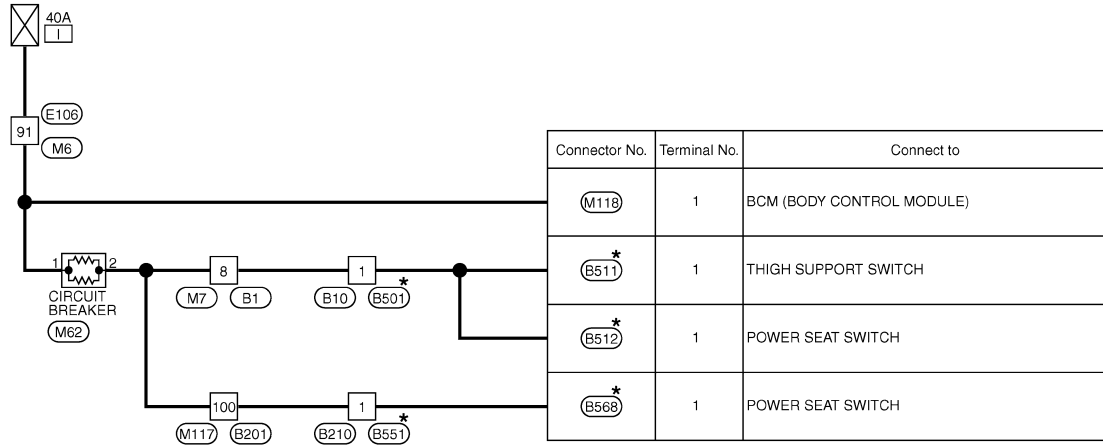 40A
I
E106
91
M6
Connector No. Terminal No. Connect to
M118 1 BCM (BODY CONTROL MODULE)
1 2 8 1 B511* 1 THIGH SUPPORT SWITCH
CIRCUIT BREAKER
M7 B1 B10 B501*
M62
B512* 1 POWER SEAT SWITCH
100 1 B568* 1 POWER SEAT SWITCH
M117 B201 B210 B551*